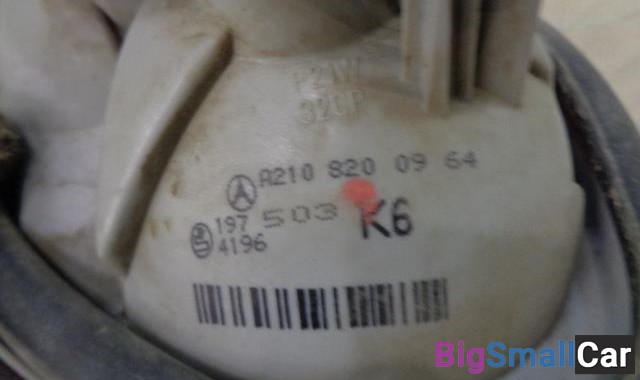 P21W
32CP
A210 820 09 64
197 503 K6
4196
BigSmallCar